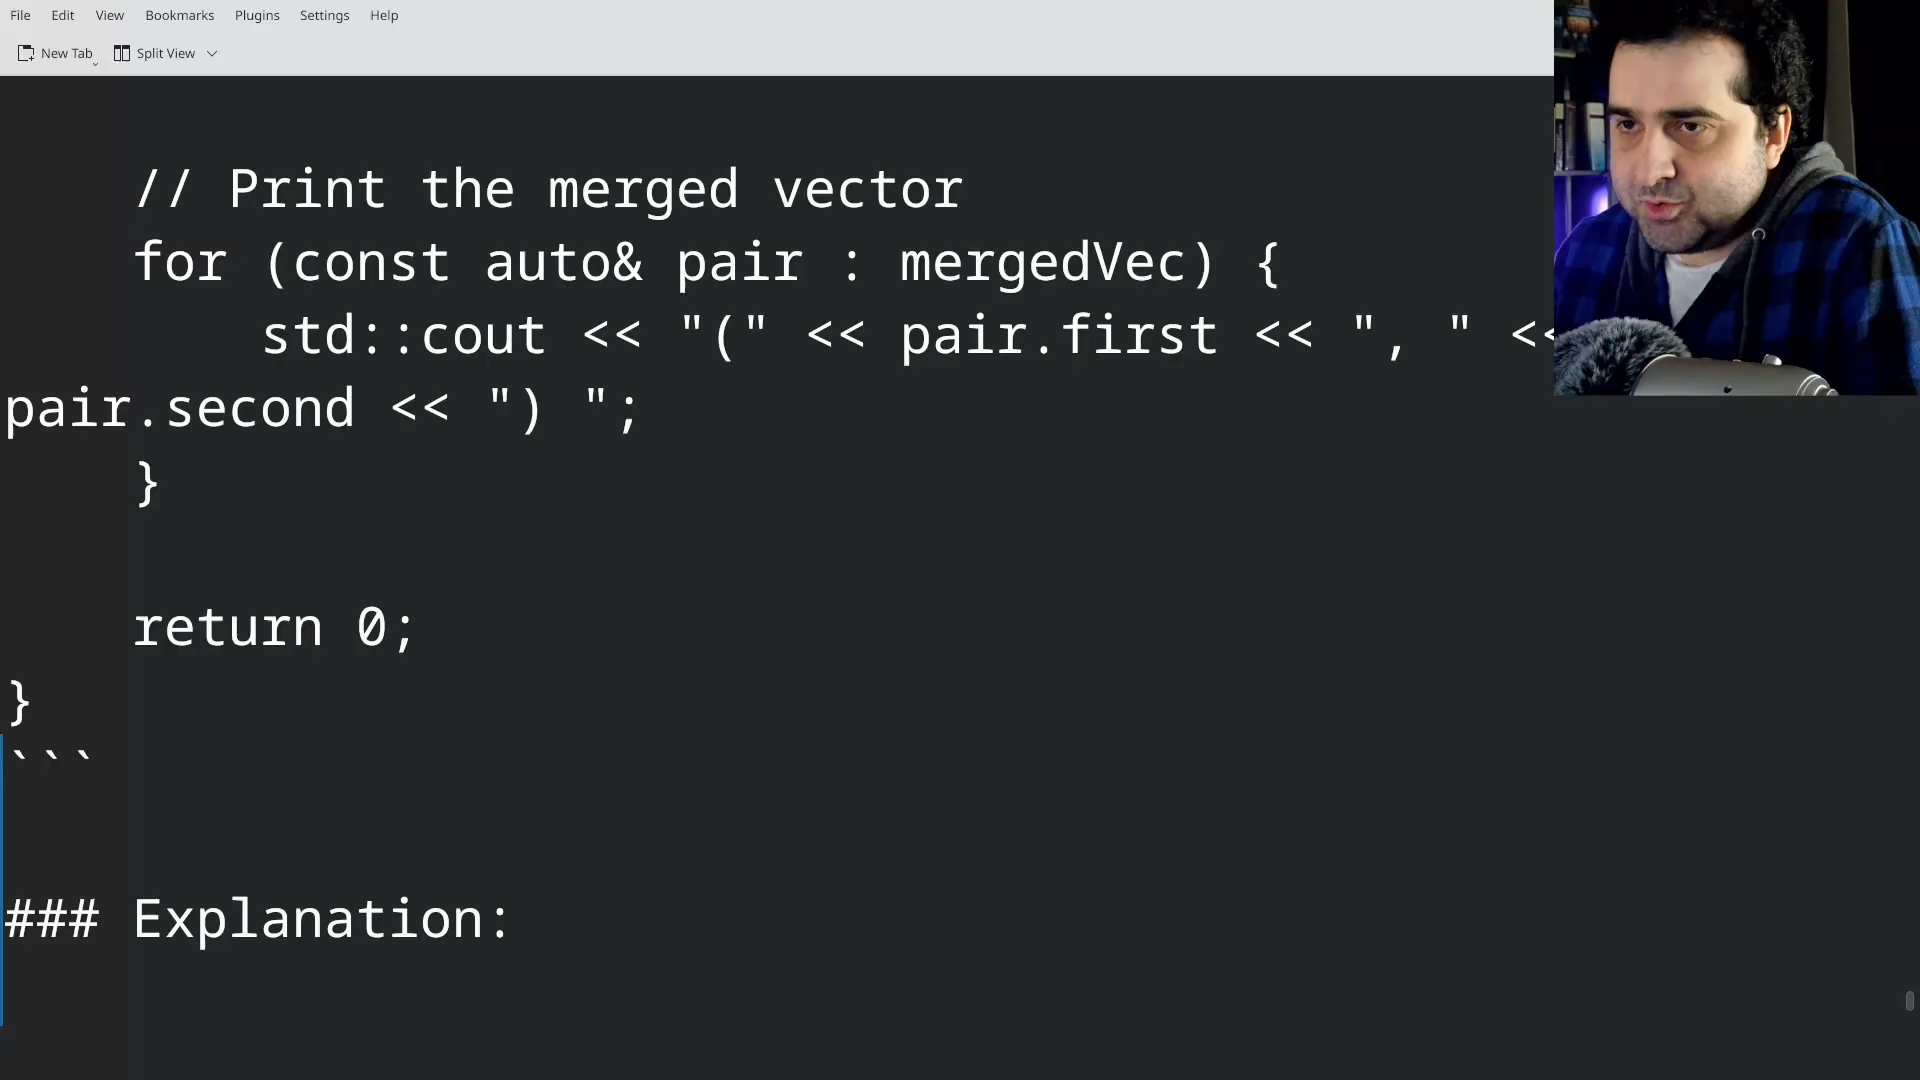 File Edit View Bookmarks Plugins Settings Help
New Tab Split View
// Print the merged vector
for (const auto& pair : mergedVec) {
std::cout << "(" << pair.first << ", " <<
pair.second << ") ";
}
return 0;
}
```
### Explanation: